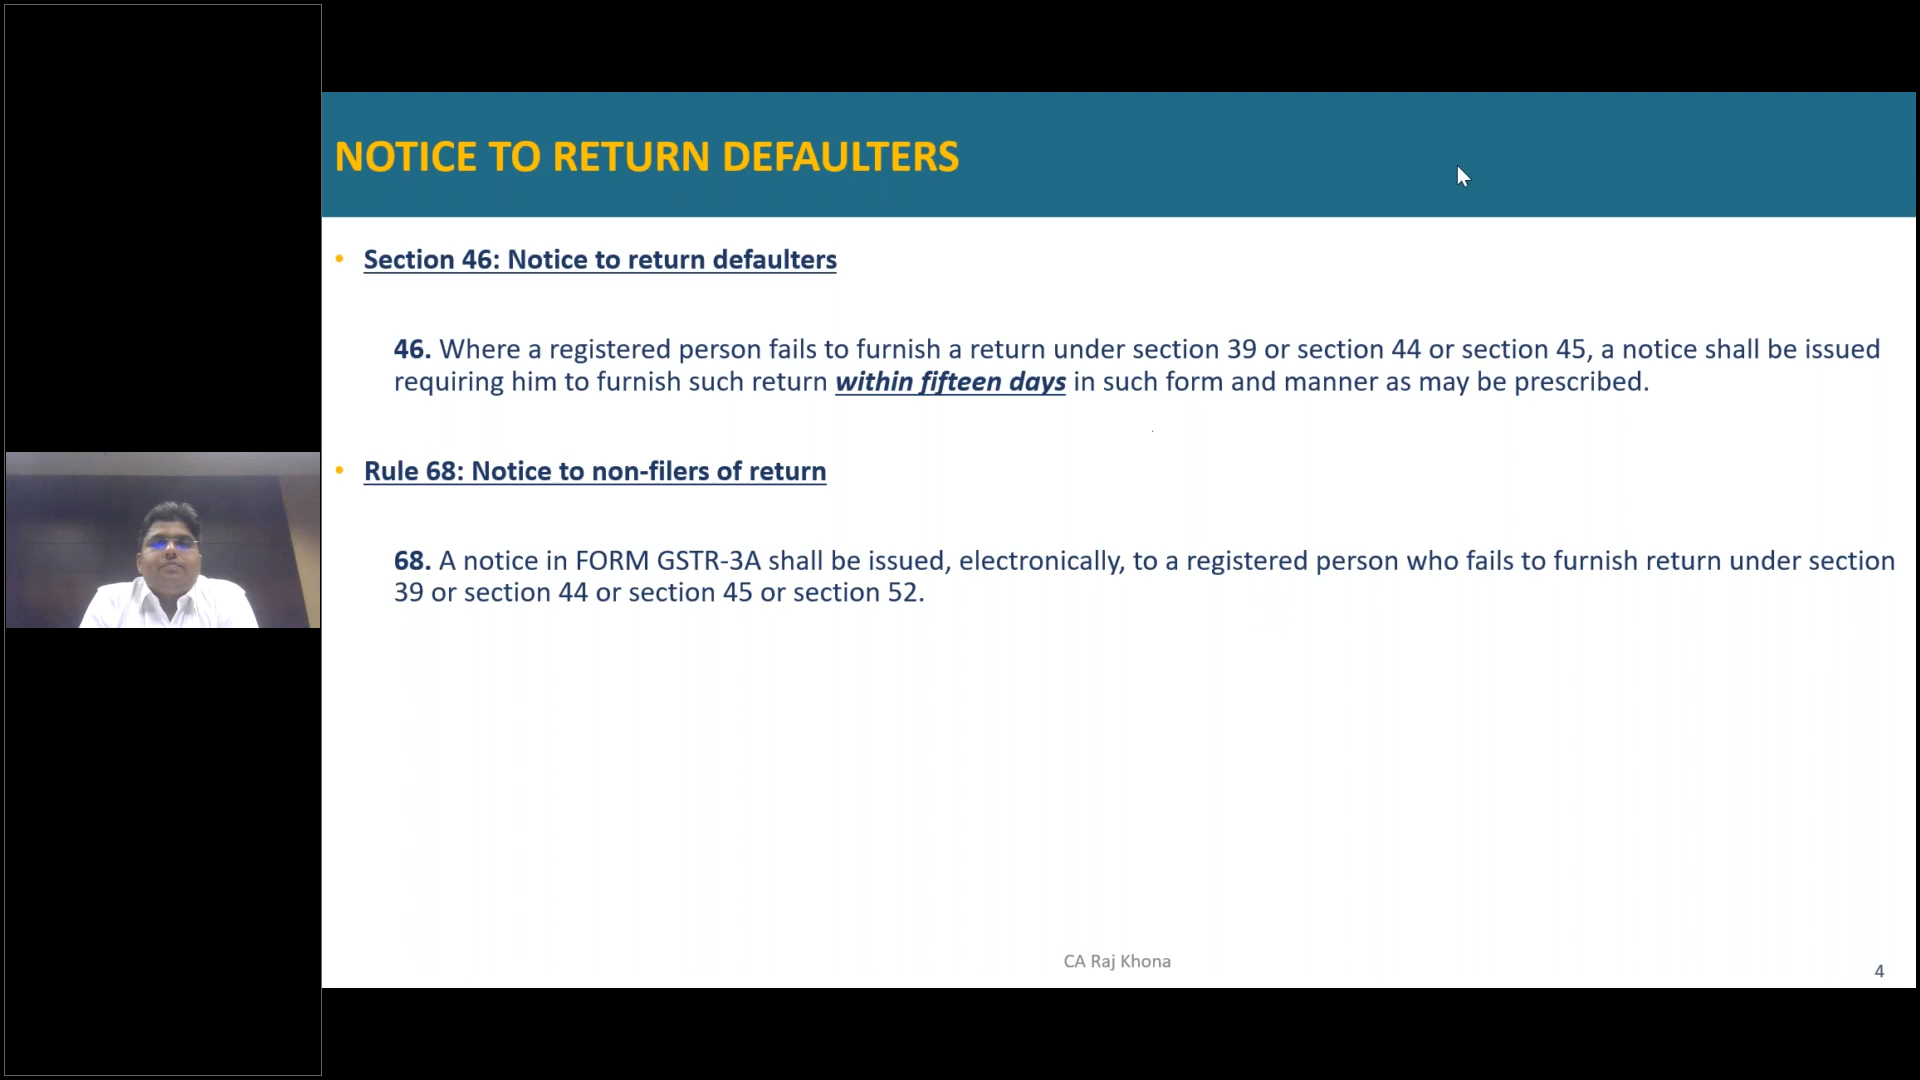 NOTICE TO RETURN DEFAULTERS
• Section 46: Notice to return defaulters
46. Where a registered person fails to furnish a return under section 39 or section 44 or section 45, a notice shall be issued
requiring him to furnish such return within fifteen days in such form and manner as may be prescribed.
• Rule 68: Notice to non-filers of return
68. A notice in FORM GSTR-3A shall be issued, electronically, to a registered person who fails to furnish return under section
39 or section 44 or section 45 or section 52.
CA Raj Khona
4